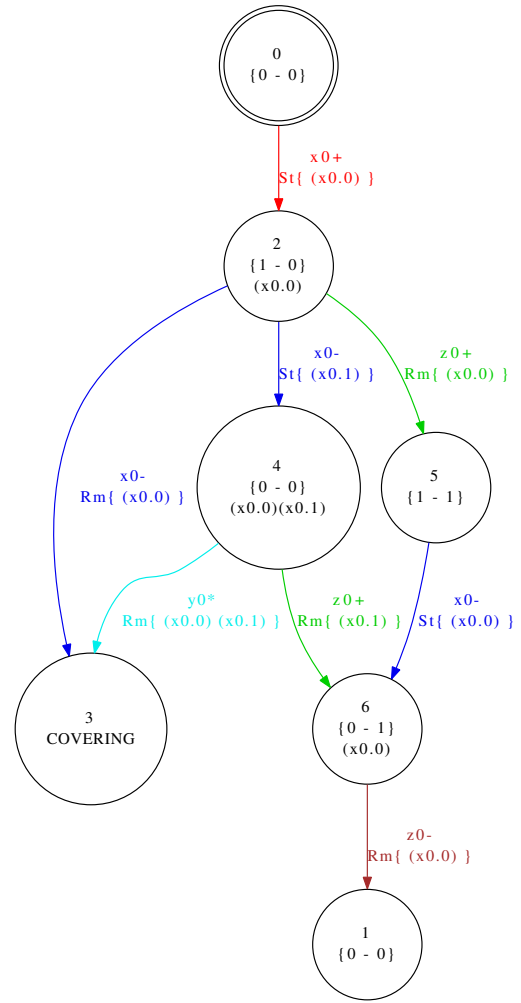 0
{0 - 0}
x0+
St{ (x0.0) }
2
{1 - 0}
(x0.0)
x0-
St{ (x0.1) }
z0+
Rm{ (x0.0) }
x0-
Rm{ (x0.0) }
4
{0 - 0}
(x0.0)(x0.1)
5
{1 - 1}
y0*
Rm{ (x0.0) (x0.1) }
z0+
Rm{ (x0.1) }
x0-
St{ (x0.0) }
3
COVERING
6
{0 - 1}
(x0.0)
z0-
Rm{ (x0.0) }
1
{0 - 0}